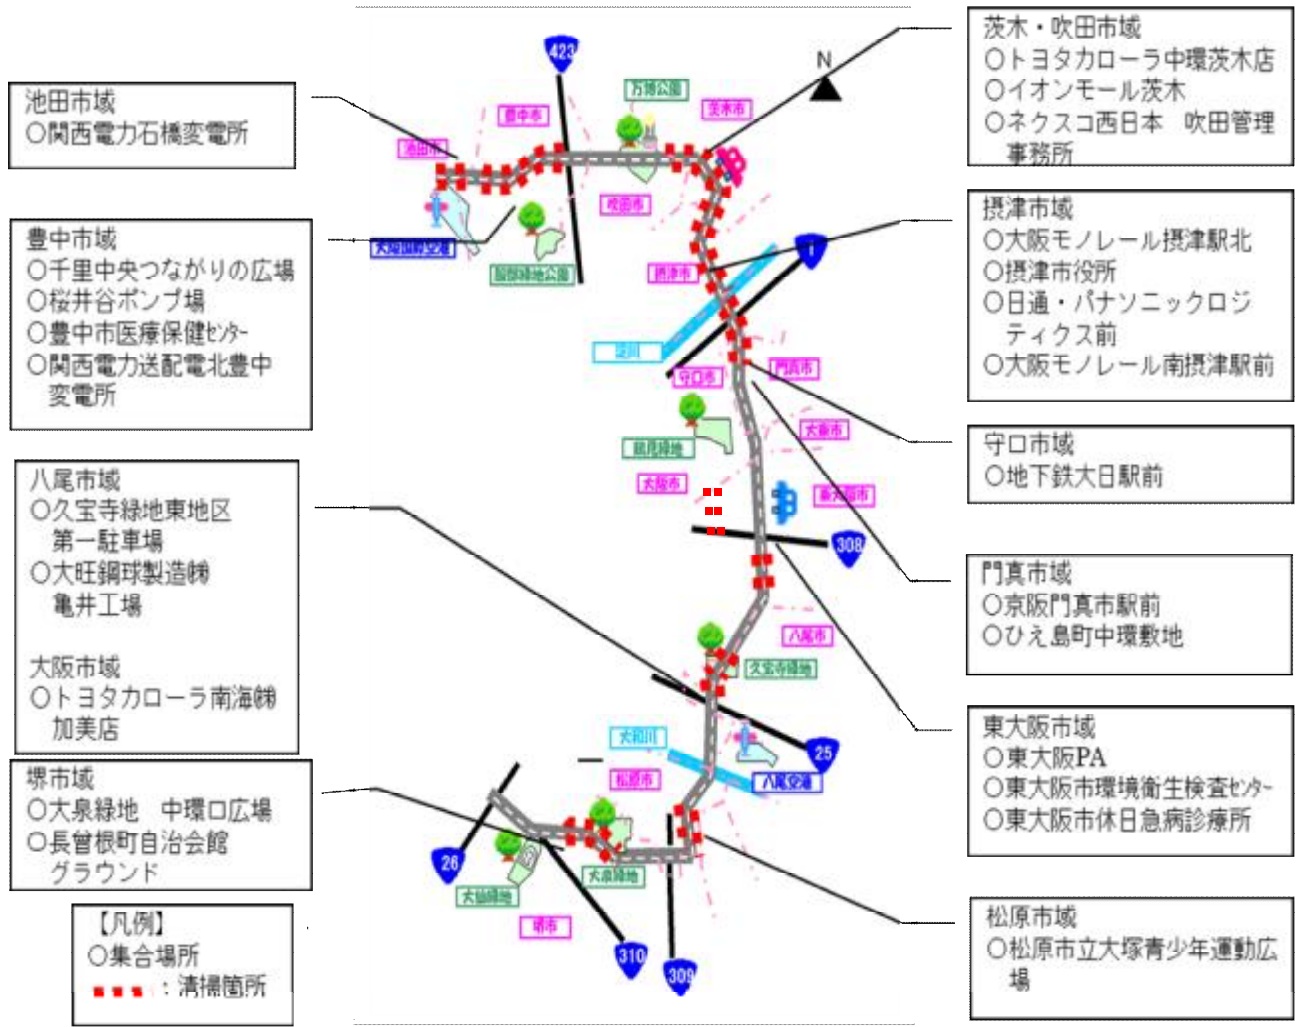 池田市域
○関西電力石橋変電所
豊中市域
○千里中央つながりの広場
○桜井谷ポンプ場
○豊中市医療保健ｾﾝﾀｰ
○関西電力送配電北豊中
変電所
八尾市域
○久宝寺緑地東地区
第一駐車場
○大旺鋼球製造㈱
亀井工場
大阪市域
○トヨタカローラ南海㈱
加美店
堺市域
○大泉緑地　中環口広場
○長曾根町自治会館
グラウンド
【凡例】
○集合場所
：清掃箇所
423
万博公園
N
豊中市
茨木市
池田市
吹田市
大阪国際空港
服部緑地公園
摂津市
1
淀川
守口市
門真市
大東市
鶴見緑地
大阪市
東大阪市
308
八尾市
久宝寺緑地
大和川
25
松原市
八尾空港
26
大仙緑地
大泉緑地
堺市
310
309
茨木・吹田市域
○トヨタカローラ中環茨木店
○イオンモール茨木
○ネクスコ西日本　吹田管理
事務所
摂津市域
○大阪モノレール摂津駅北
○摂津市役所
○日通・パナソニックロジ
ティクス前
○大阪モノレール南摂津駅前
守口市域
○地下鉄大日駅前
門真市域
○京阪門真市駅前
○ひえ島町中環敷地
東大阪市域
○東大阪PA
○東大阪市環境衛生検査ｾﾝﾀｰ
○東大阪市休日急病診療所
松原市域
○松原市立大塚青少年運動広
場